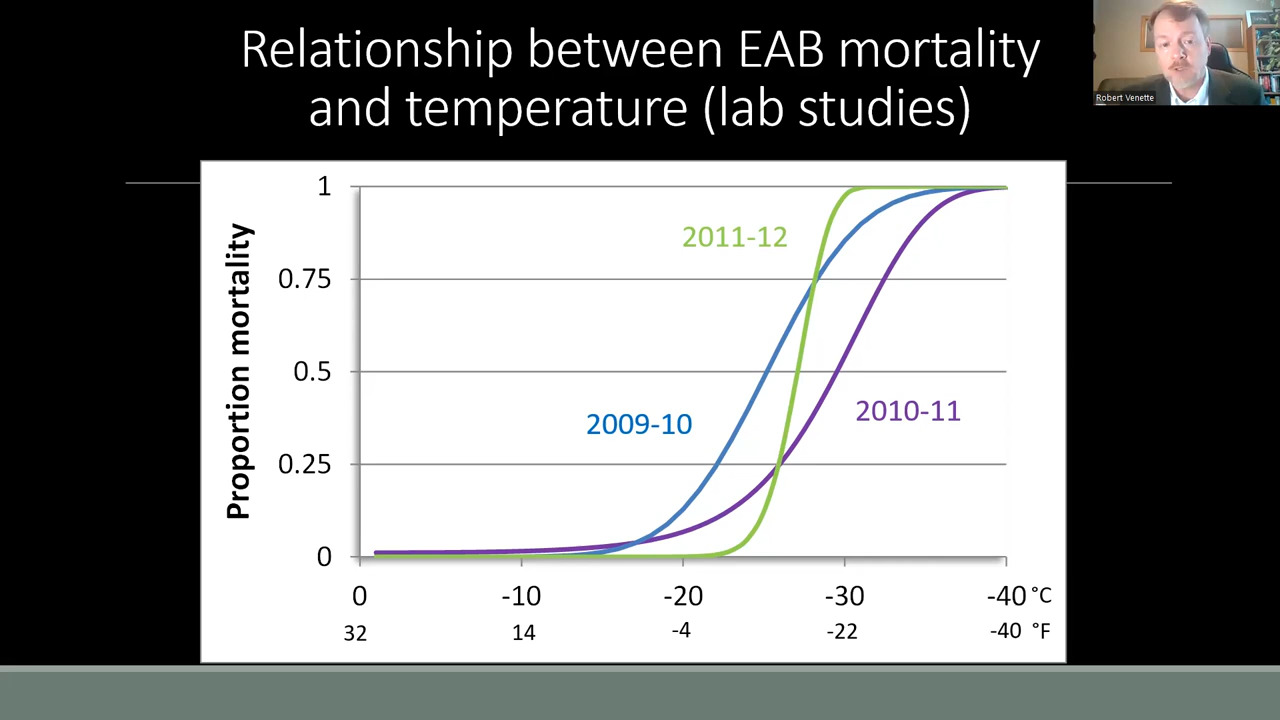 Relationship between EAB mortality
and temperature (lab studies)
Robert Venette
Proportion mortality
1
0.75
0.5
0.25
0
2011-12
2009-10
2010-11
0 -10 -20 -30 -40 °C
32 14 -4 -22 -40 °F